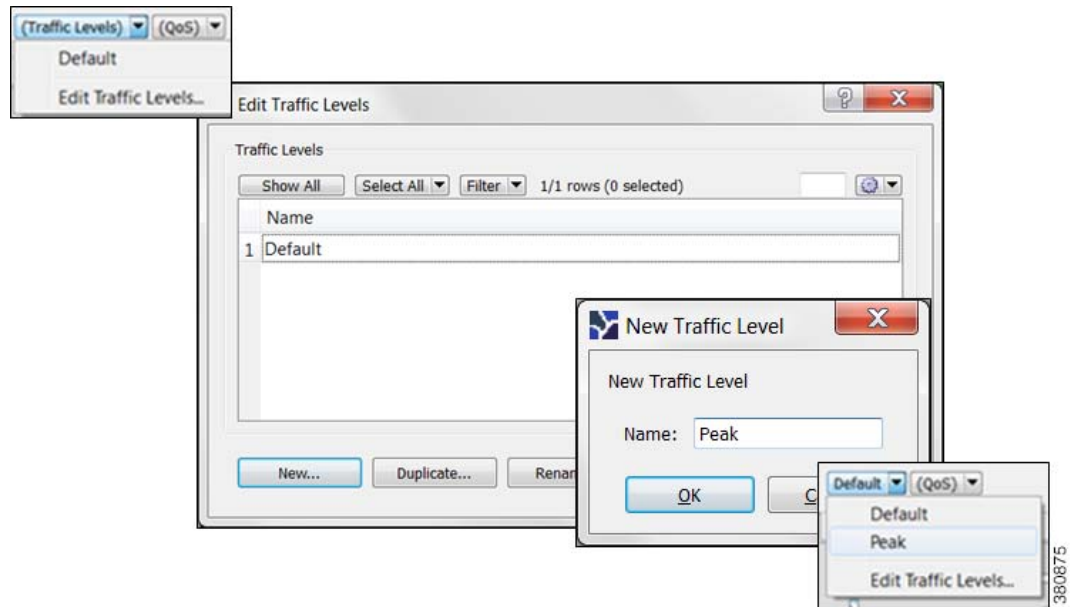 (Traffic Levels) (QoS)
Default
Edit Traffic Levels...
Edit Traffic Levels
Traffic Levels
Show All Select All Filter 1/1 rows (0 selected)
Name
1 Default
New... Duplicate... Renam
New Traffic Level
New Traffic Level
Name: Peak
OK C
Default (QoS)
Default
Peak
Edit Traffic Levels...
380875